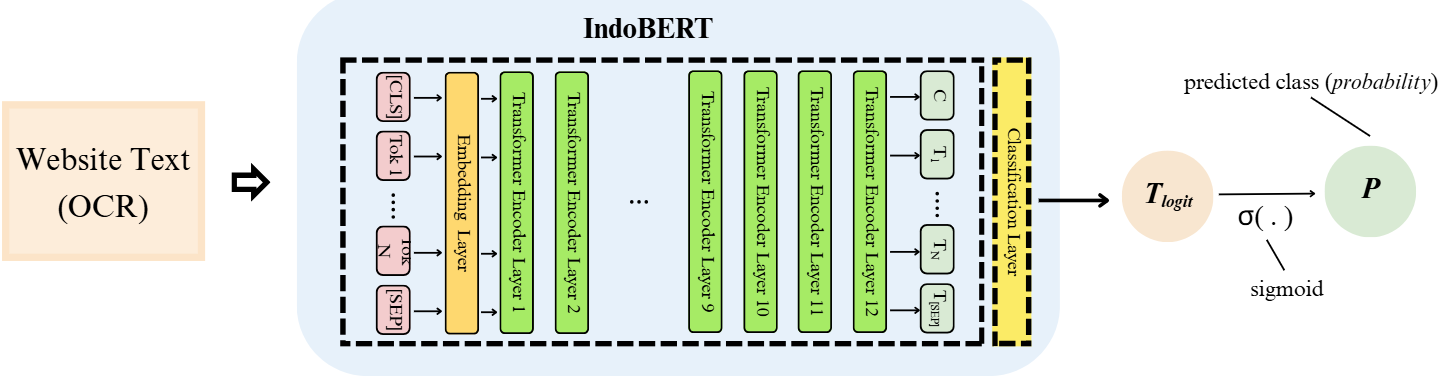 IndoBERT
Website Text
(OCR)
[CLS]
Tok 1
.....
Tok
N
[SEP]
Embedding Layer
Transformer Encoder Layer 1
Transformer Encoder Layer 2
...
Transformer Encoder Layer 9
Transformer Encoder Layer 10
Transformer Encoder Layer 11
Transformer Encoder Layer 12
C
T1
.....
TN
T[SEP]
Classification Layer
Tlogit
σ( . )
sigmoid
P
predicted class (probability)